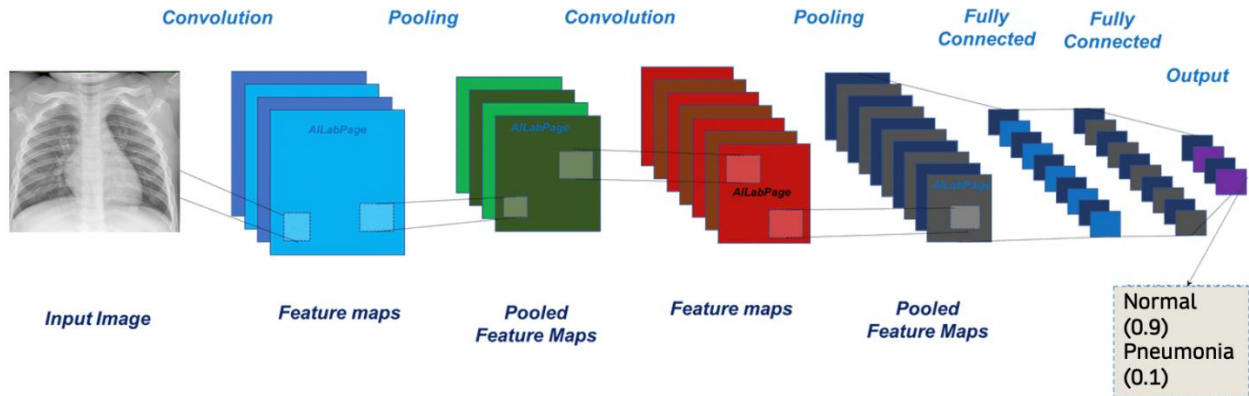 Convolution
Pooling
Convolution
Pooling
Fully
Connected
Fully
Connected
Output
AILabPage
AILabPage
AILabPage
AILabPage
Input Image
Feature maps
Pooled
Feature Maps
Feature maps
Pooled
Feature Maps
Normal
(0.9)
Pneumonia
(0.1)